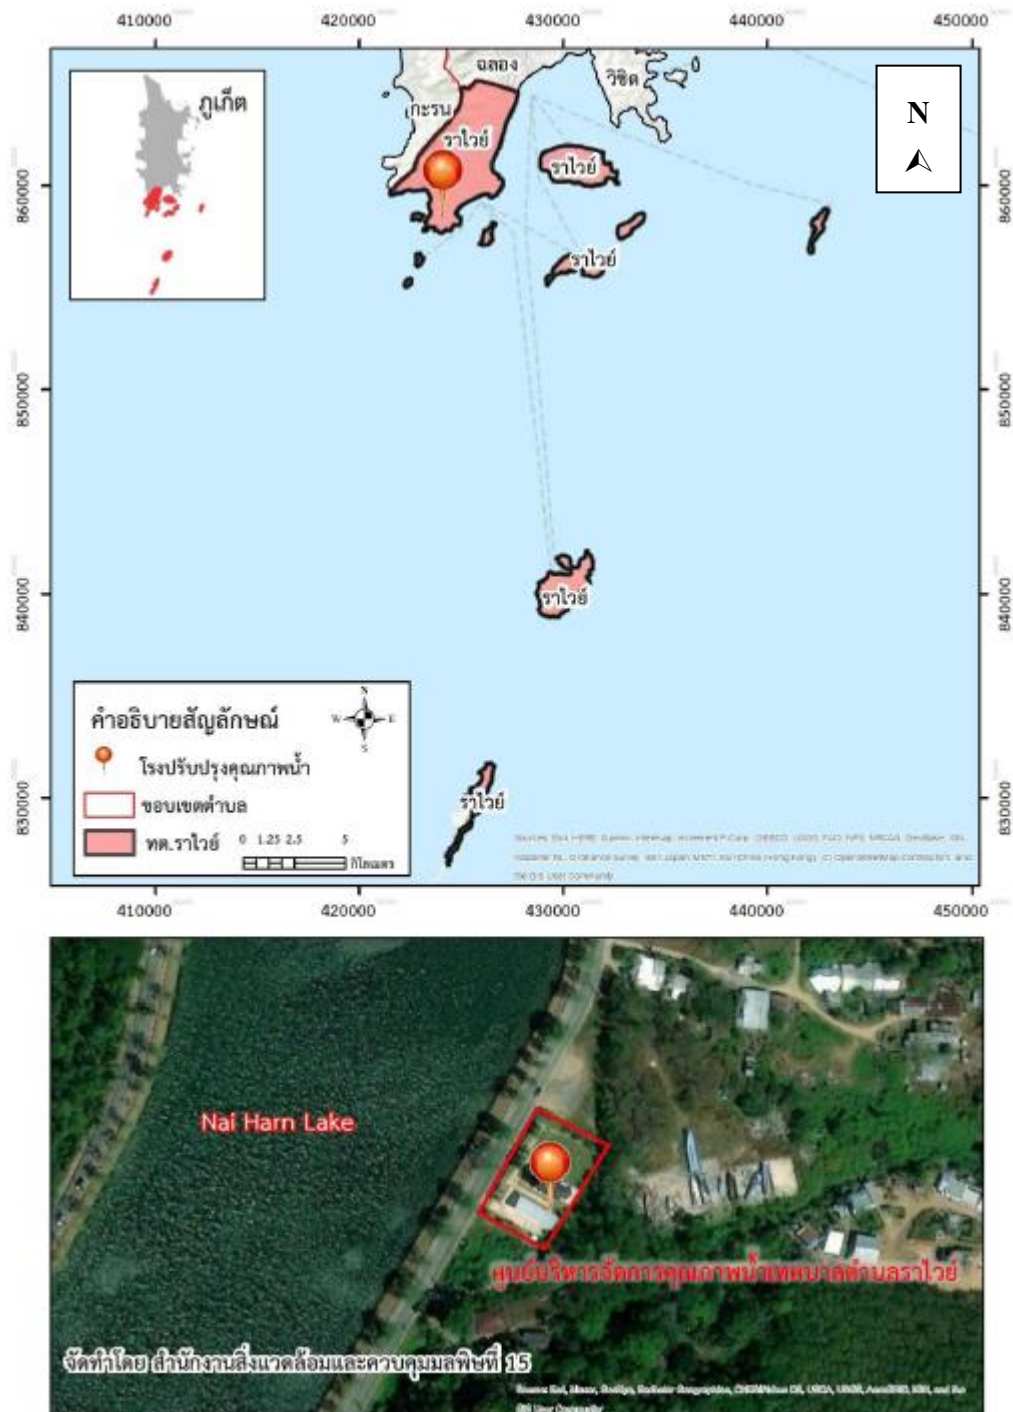 410000 420000 430000 440000 450000
ภูเก็ต
ฉลอง
วิชิต
กะรน
ราไวย์
ราไวย์
ราไวย์
N
860000
860000
850000
850000
840000
840000
ราไวย์
830000
830000
ราไวย์
คำอธิบายสัญลักษณ์
N
W E
S
โรงปรับปรุงคุณภาพน้ำ
ขอบเขตตำบล
ทต.ราไวย์
0 1.25 2.5 5
กิโลเมตร
410000 420000 430000 440000 450000
Nai Harn Lake
ศูนย์บริหารจัดการคุณภาพน้ำเทศบาลตำบลราไวย์
จัดทำโดย สำนักงานสิ่งแวดล้อมและควบคุมมลพิษที่ 15